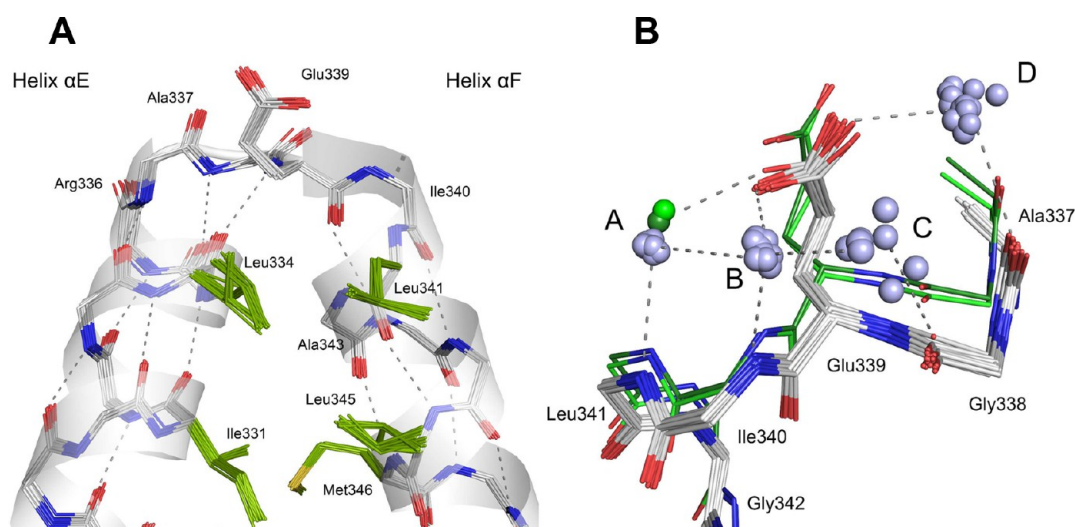 A
B
Helix αE
Glu339
Helix αF
Ala337
Arg336
Ile340
Leu334
Leu341
Ala343
Leu345
Ile331
Met346
D
A
Ala337
C
B
Glu339
Gly338
Leu341
Ile340
Gly342